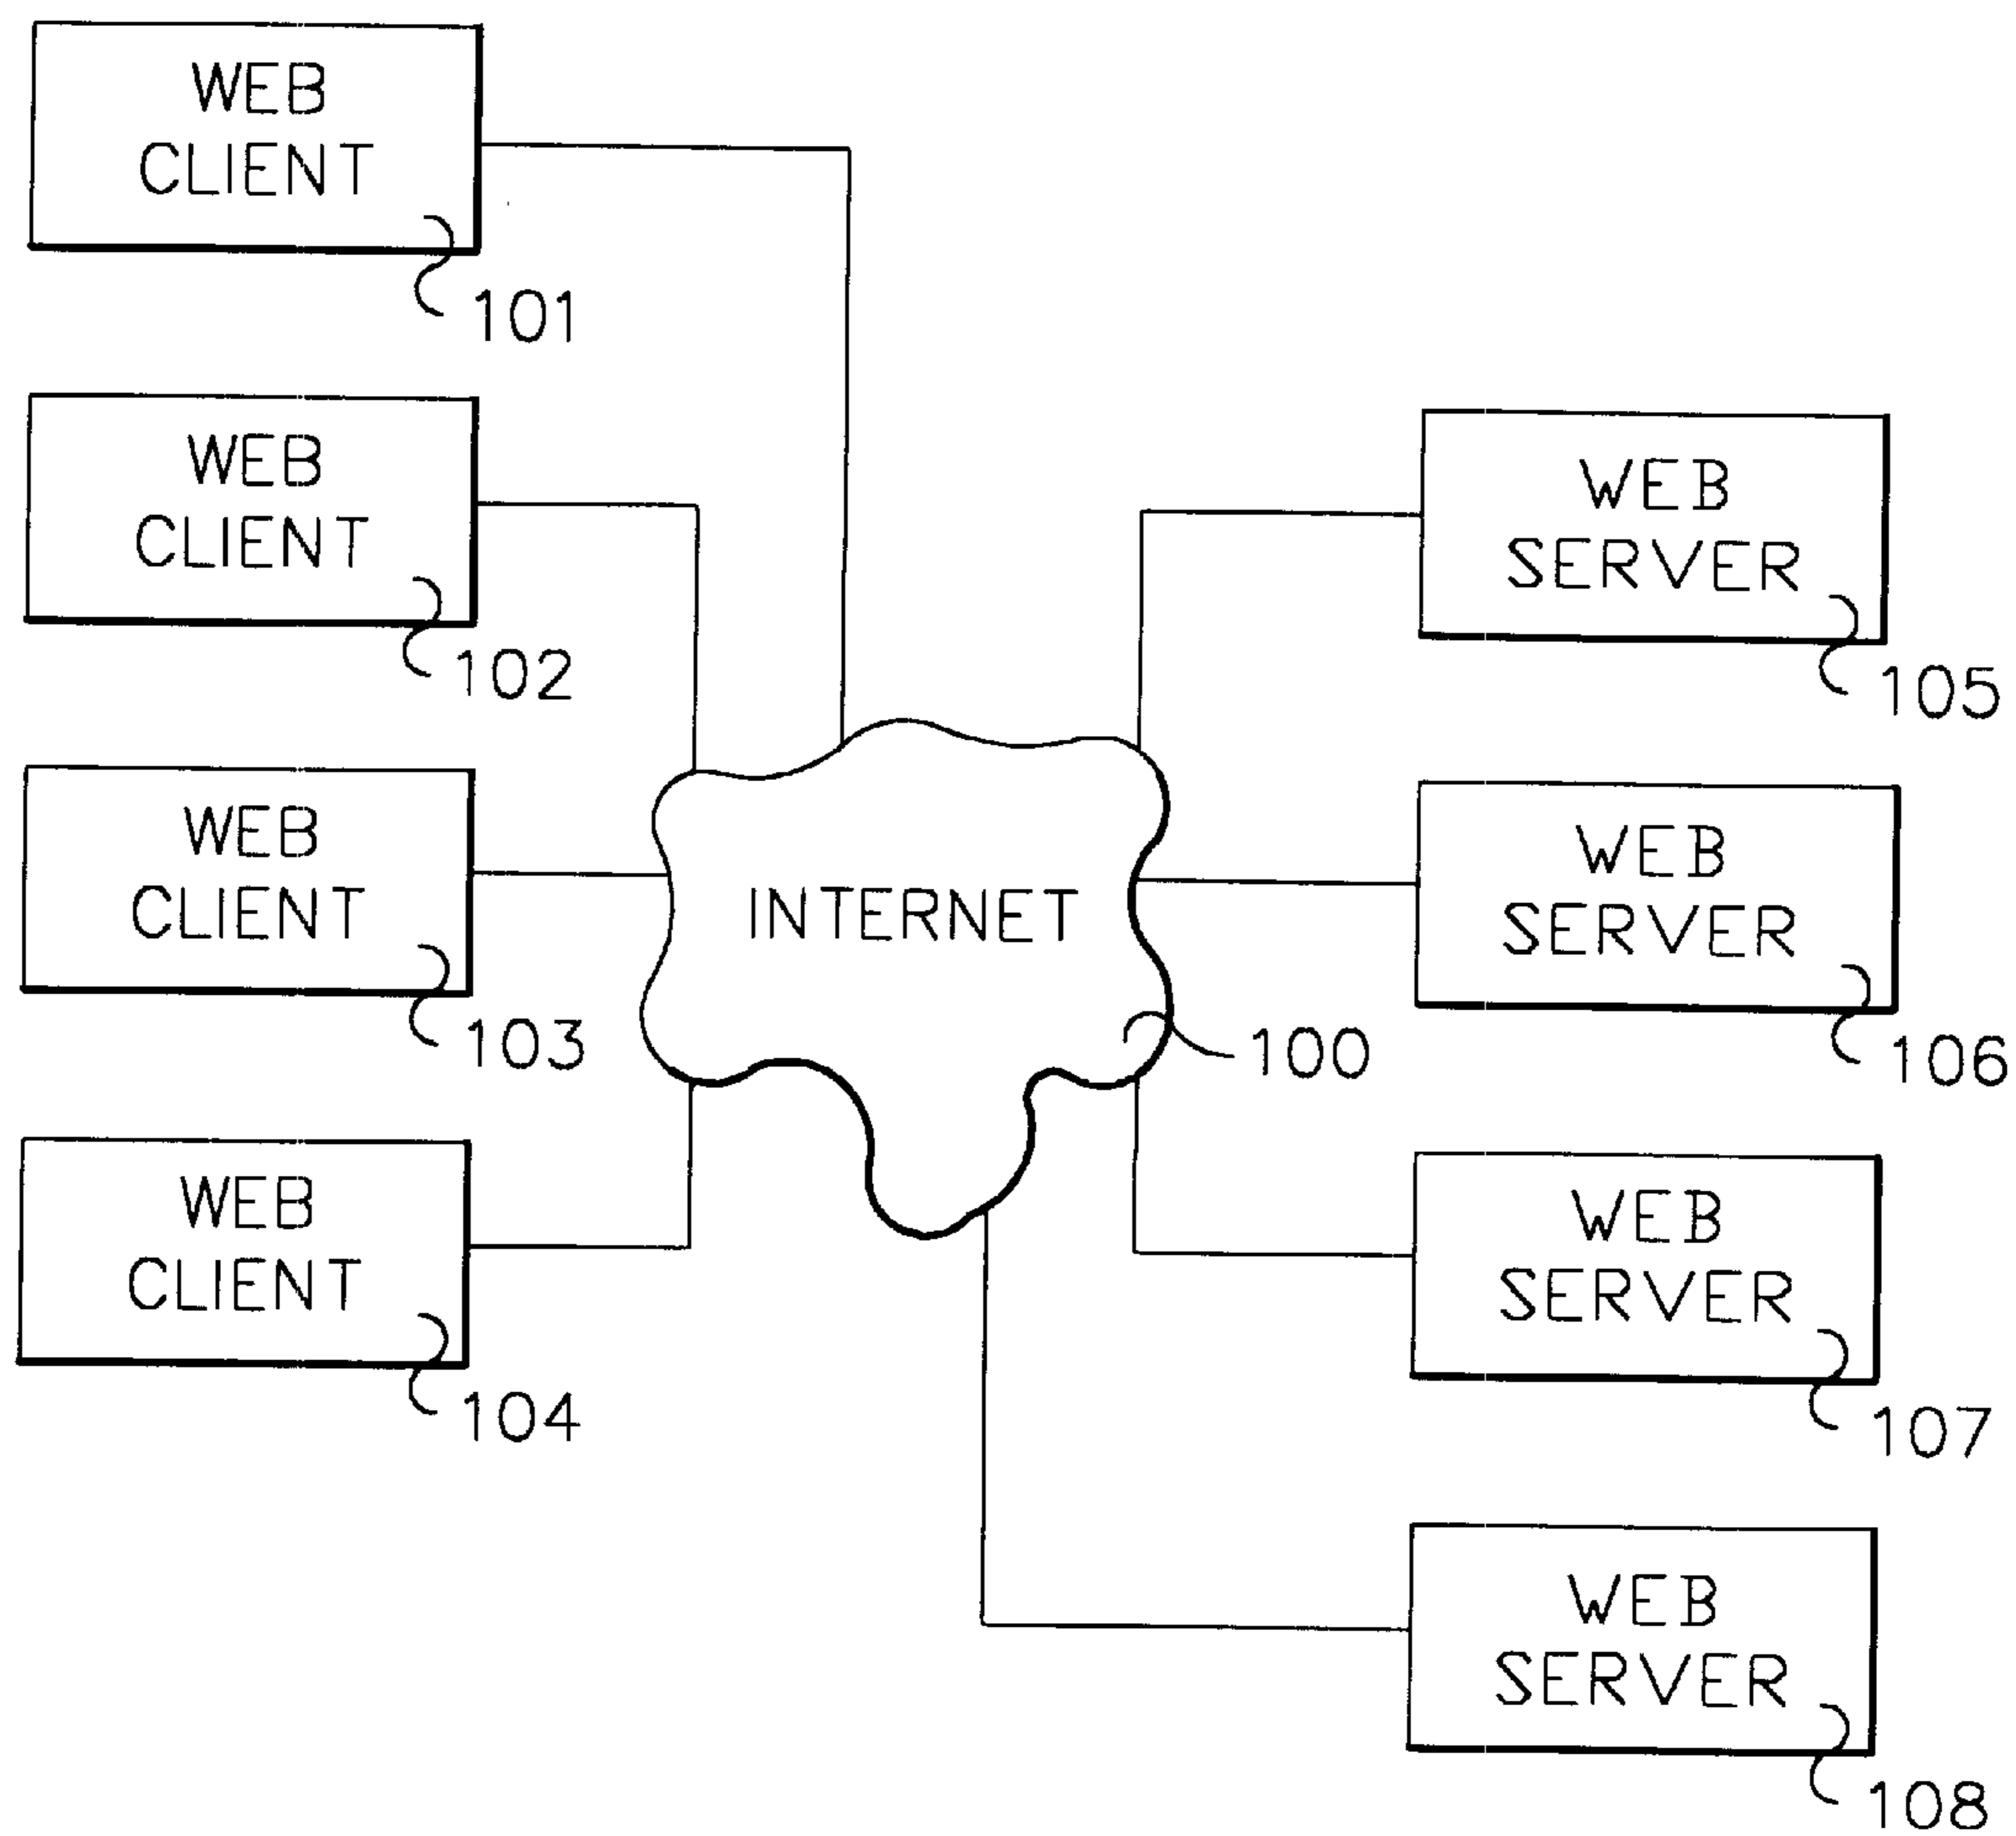 WEB
CLIENT
101
WEB
CLIENT
102
WEB
CLIENT
103
WEB
CLIENT
104
INTERNET
100
WEB
SERVER
105
WEB
SERVER
106
WEB
SERVER
107
WEB
SERVER
108